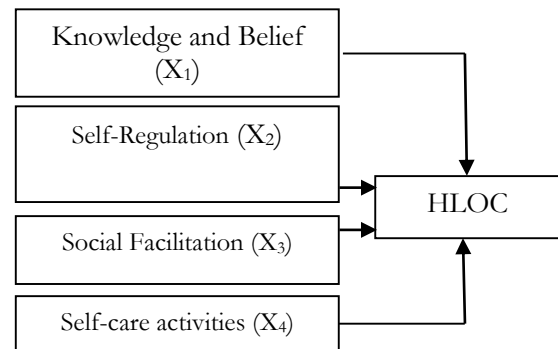 Knowledge and Belief
(X₁)
Self-Regulation (X₂)
HLOC
Social Facilitation (X₃)
Self-care activities (X₄)